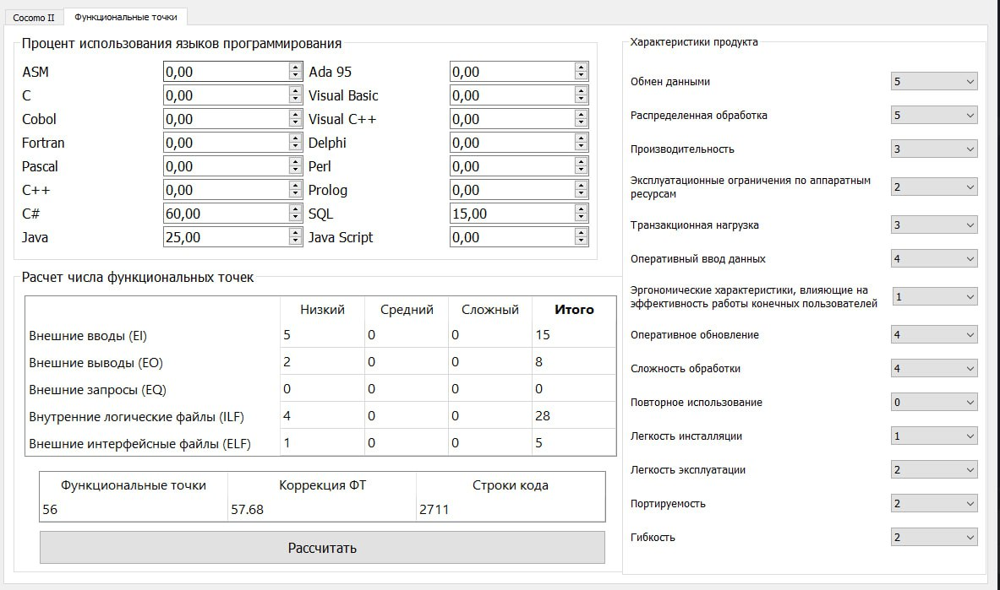 Cocomo II
Функциональные точки
Процент использования языков программирования
ASM 0,00 Ada 95 0,00
C 0,00 Visual Basic 0,00
Cobol 0,00 Visual C++ 0,00
Fortran 0,00 Delphi 0,00
Pascal 0,00 Perl 0,00
C++ 0,00 Prolog 0,00
C# 60,00 SQL 15,00
Java 25,00 Java Script 0,00
Расчет числа функциональных точек
Низкий Средний Сложный Итого
Внешние вводы (EI) 5 0 0 15
Внешние выводы (EO) 2 0 0 8
Внешние запросы (EQ) 0 0 0 0
Внутренние логические файлы (ILF) 4 0 0 28
Внешние интерфейсные файлы (ELF) 1 0 0 5
Функциональные точки Коррекция ФТ Строки кода
56 57.68 2711
Рассчитать
Характеристики продукта
Обмен данными 5
Распределенная обработка 5
Производительность 3
Эксплуатационные ограничения по аппаратным
ресурсам 2
Транзакционная нагрузка 3
Оперативный ввод данных 4
Эргономические характеристики, влияющие на
эффективность работы конечных пользователей 1
Оперативное обновление 4
Сложность обработки 4
Повторное использование 0
Легкость инсталляции 1
Легкость эксплуатации 2
Портируемость 2
Гибкость 2